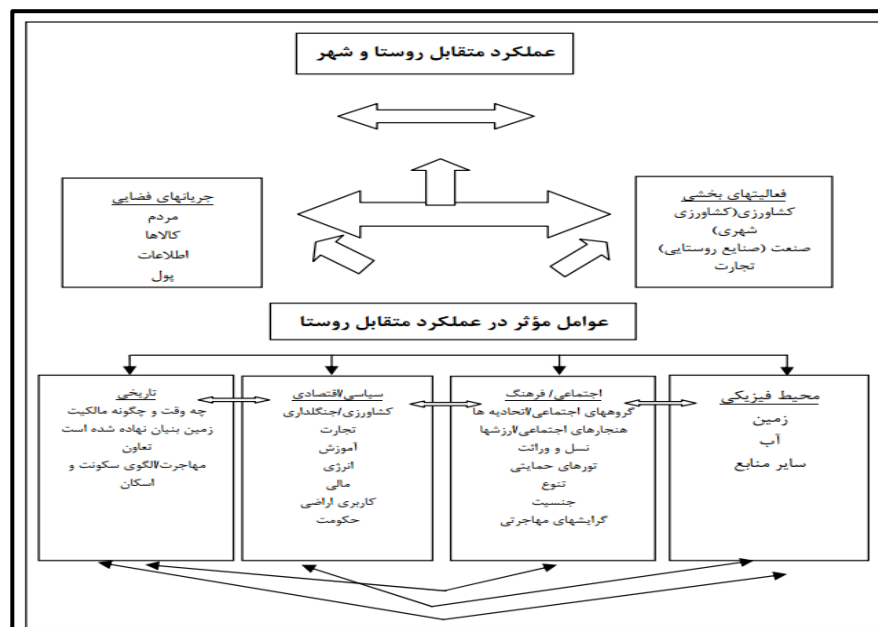 عملکرد متقابل روستا و شهر
فعالیتهای بخشی
کشاورزی(کشاورزی
شهری)
صنعت (صنایع روستایی)
تجارت
جریانهای فضایی
مردم
کالاها
اطلاعات
پول
عوامل مؤثر در عملکرد متقابل روستا
محیط فیزیکی
زمین
آب
سایر منابع
اجتماعی/ فرهنگ
گروههای اجتماعی/اتحادیه ها
هنجارهای اجتماعی/ارزشها
نسل و وراثت
تورهای حمایتی
تنوع
جنسیت
گرایشهای مهاجرتی
سیاسی/اقتصادی
کشاورزی/جنگلداری
تجارت
آموزش
انرژی
مالی
کاربری اراضی
حکومت
تاریخی
چه وقت و چگونه مالکیت
زمین بنیان نهاده شده است
تعاون
مهاجرت/الگوی سکونت و
اسکان